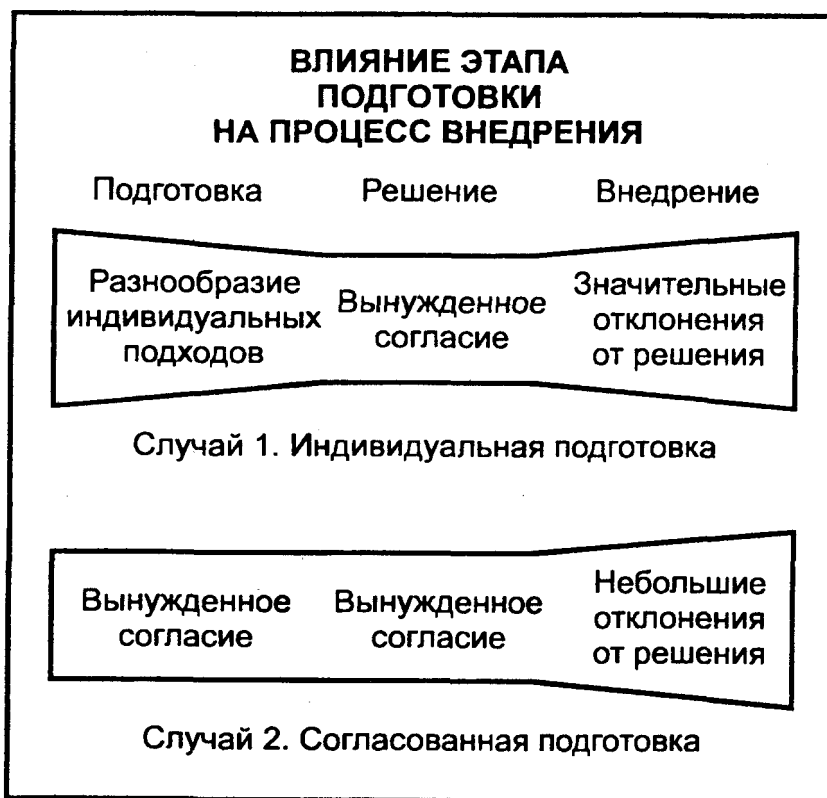 ВЛИЯНИЕ ЭТАПА
ПОДГОТОВКИ
НА ПРОЦЕСС ВНЕДРЕНИЯ
Подготовка Решение Внедрение
Разнообразие
индивидуальных
подходов
Вынужденное
согласие
Значительные
отклонения
от решения
Случай 1. Индивидуальная подготовка
Вынужденное
согласие
Вынужденное
согласие
Небольшие
отклонения
от решения
Случай 2. Согласованная подготовка